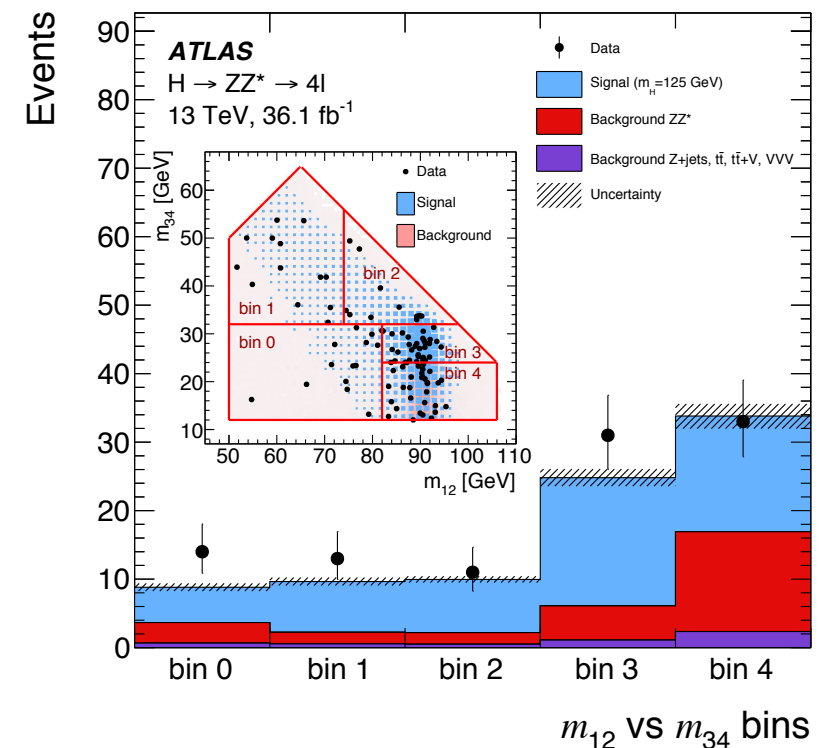 Events
90
80
70
60
50
40
30
20
10
0
ATLAS
H → ZZ* → 4l
13 TeV, 36.1 fb⁻¹
Data
Signal (m_H=125 GeV)
Background ZZ*
Background Z+jets, tt̄, tt̄+V, VVV
Uncertainty
m₃₄ [GeV]
60
50
40
30
20
10
Data
Signal
Background
bin 2
bin 1
bin 0
bin 3
bin 4
50 60 70 80 90 100 110
m₁₂ [GeV]
bin 0 bin 1 bin 2 bin 3 bin 4
m₁₂ vs m₃₄ bins